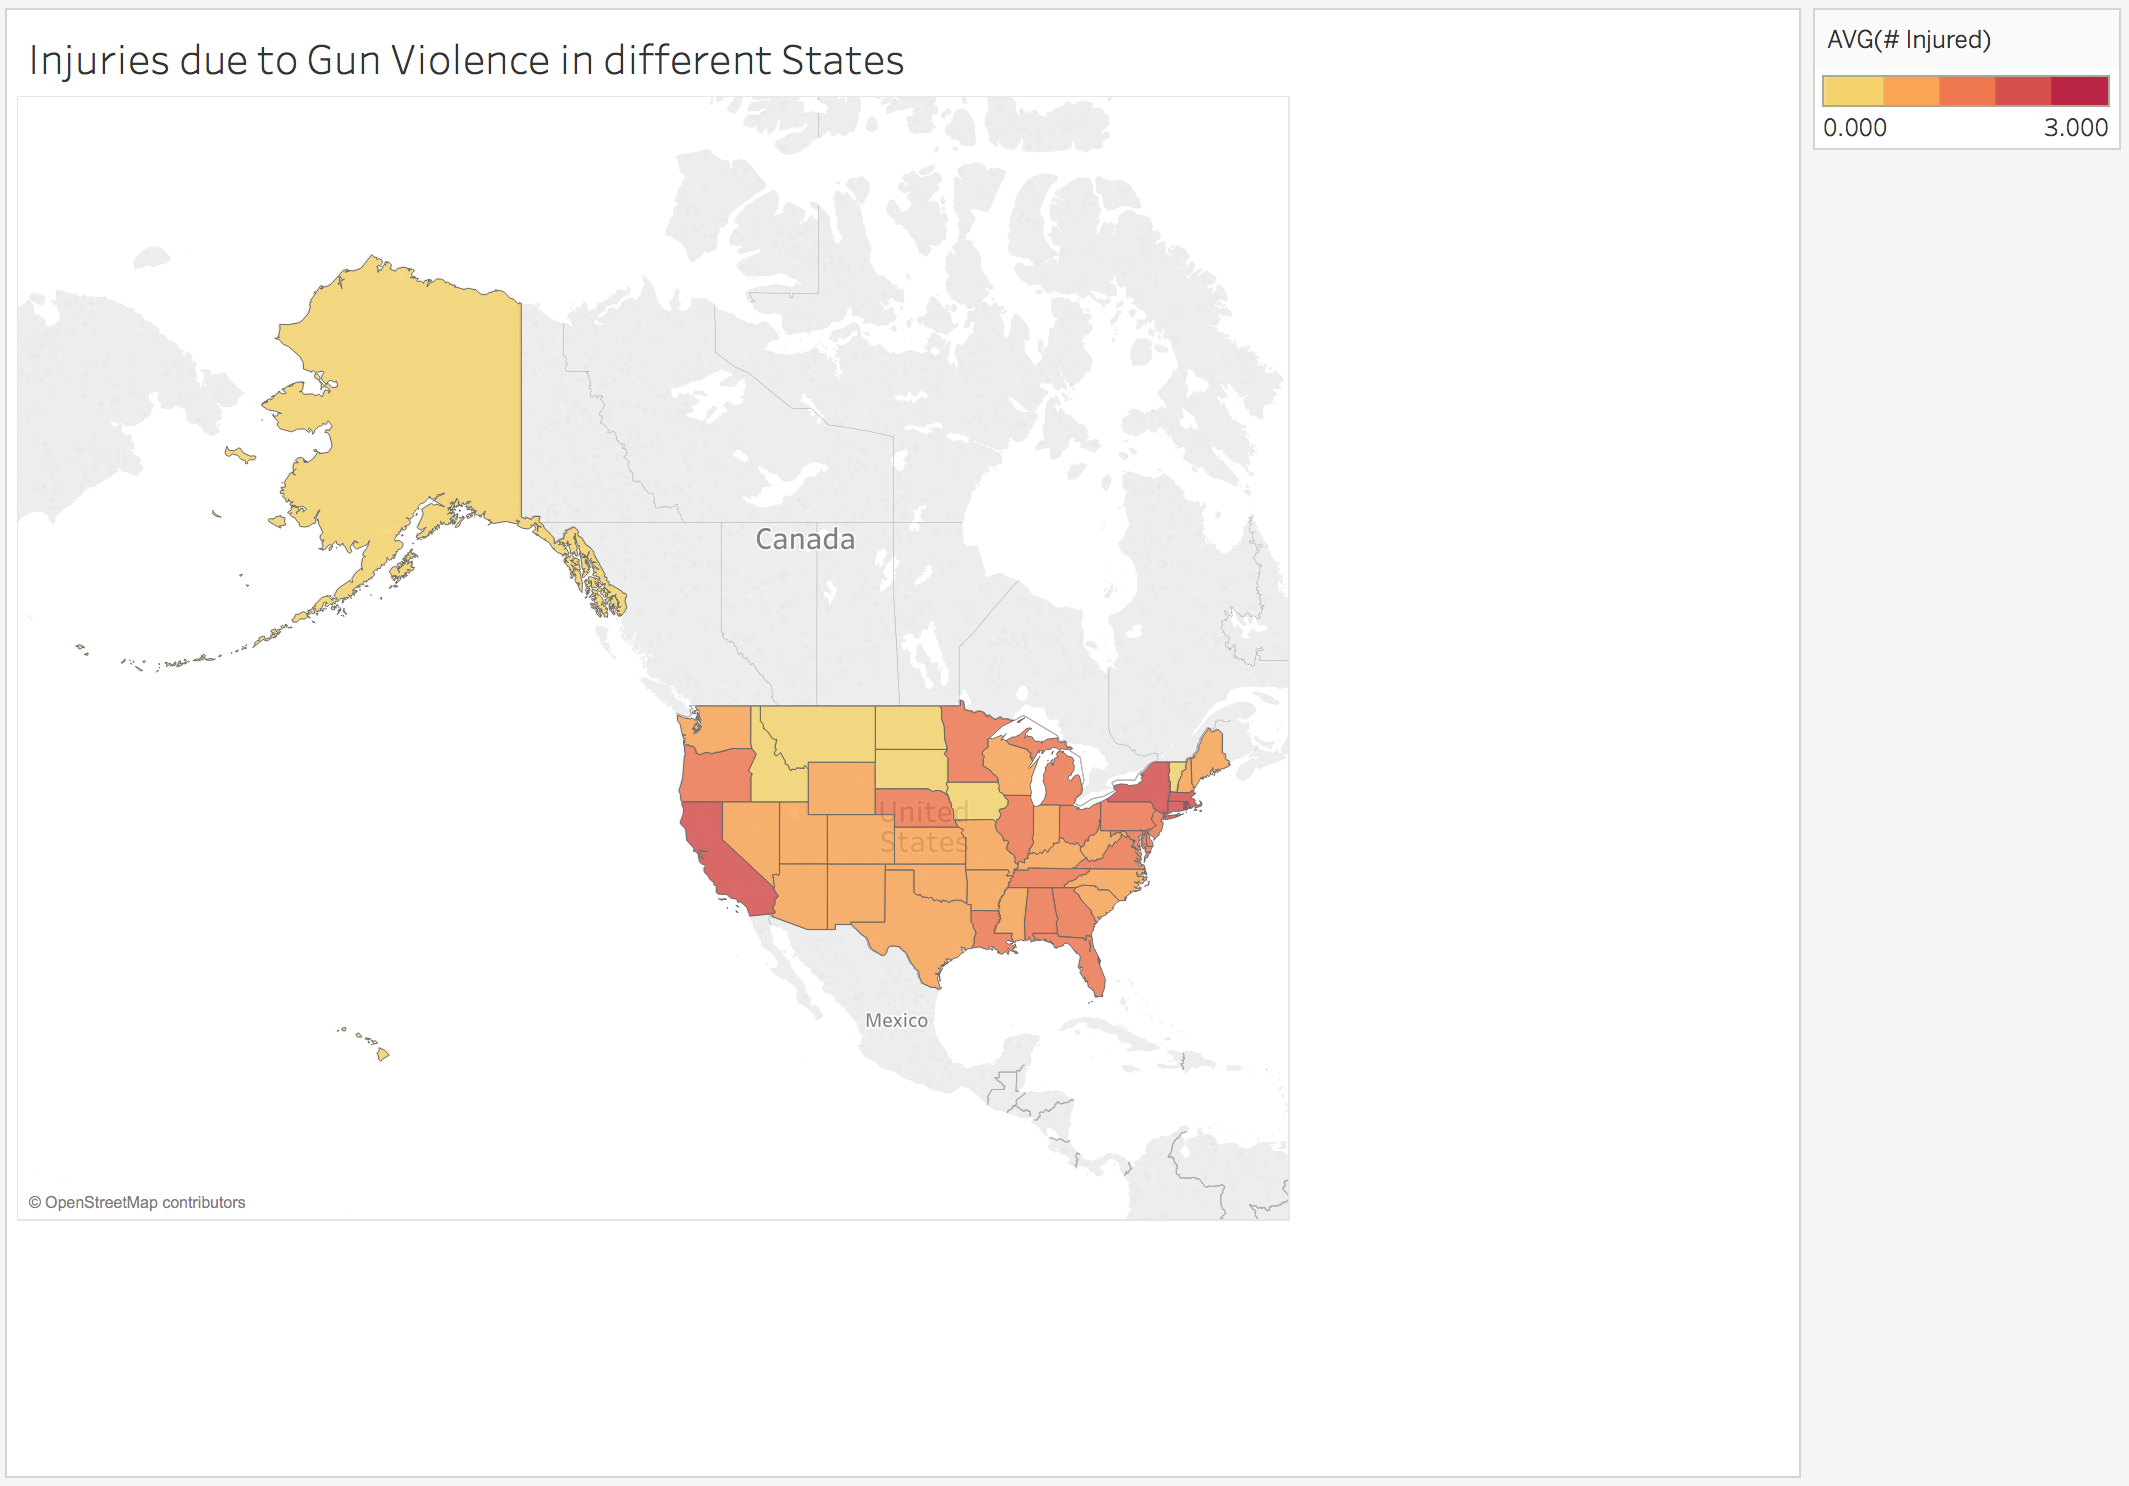 Injuries due to Gun Violence in different States
AVG(# Injured)
0.000 3.000
Canada
United
States
Mexico
© OpenStreetMap contributors